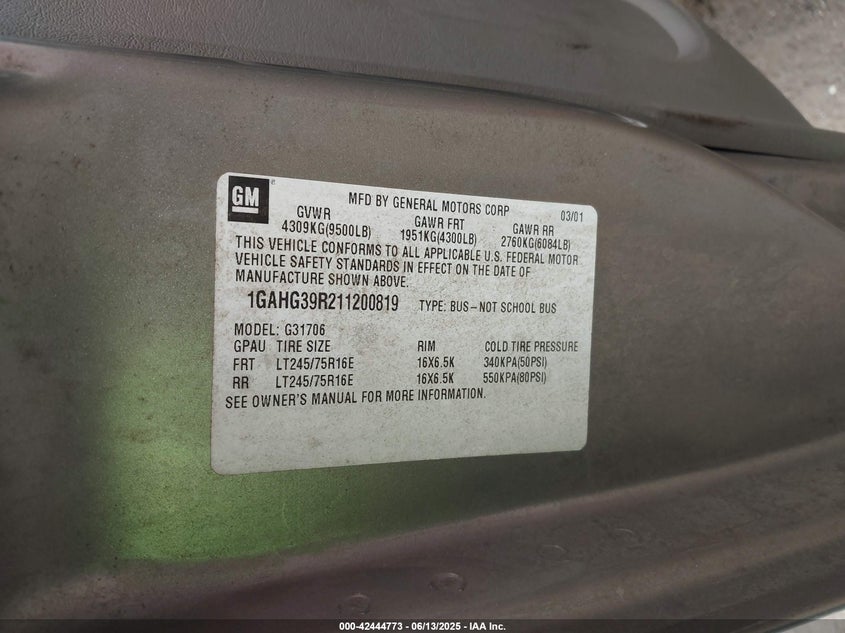 GM
MFD BY GENERAL MOTORS CORP 03/01
GVWR GAWR FRT GAWR RR
4309KG(9500LB) 1951KG(4300LB) 2760KG(6084LB)
THIS VEHICLE CONFORMS TO ALL APPLICABLE U.S. FEDERAL MOTOR
VEHICLE SAFETY STANDARDS IN EFFECT ON THE DATE OF
MANUFACTURE SHOWN ABOVE.
1GAHG39R211200819 TYPE: BUS-NOT SCHOOL BUS
MODEL: G31706
GPAU TIRE SIZE RIM COLD TIRE PRESSURE
FRT LT245/75R16E 16X6.5K 340KPA(50PSI)
RR LT245/75R16E 16X6.5K 550KPA(80PSI)
SEE OWNER'S MANUAL FOR MORE INFORMATION.
000-42444773 - 06/13/2025 - IAA Inc.